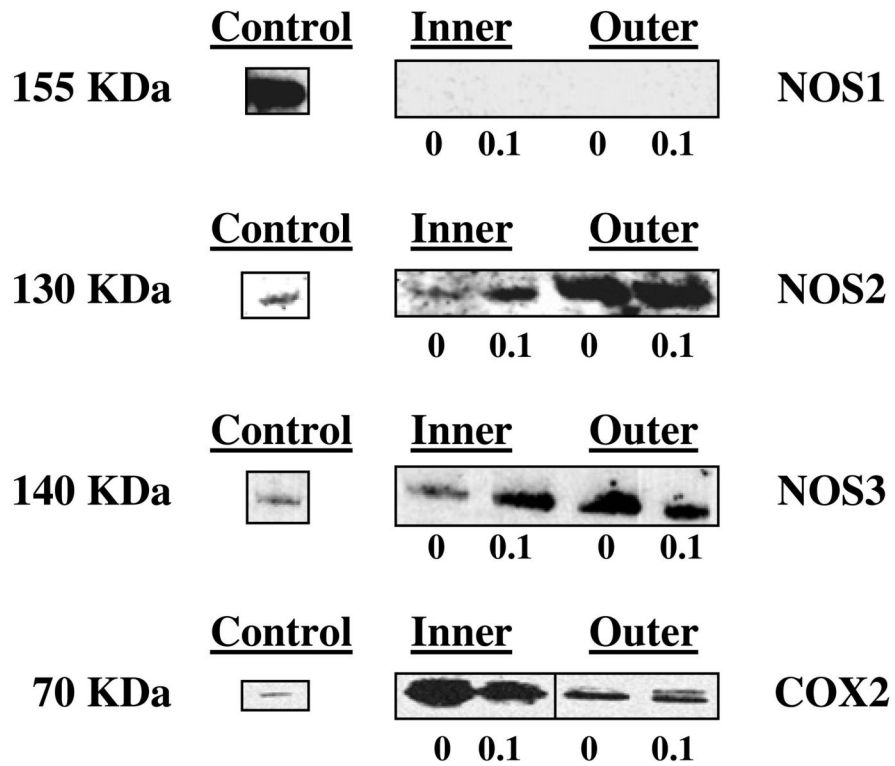 Control Inner Outer
155 KDa NOS1
0 0.1 0 0.1
Control Inner Outer
130 KDa NOS2
0 0.1 0 0.1
Control Inner Outer
140 KDa NOS3
0 0.1 0 0.1
Control Inner Outer
70 KDa COX2
0 0.1 0 0.1